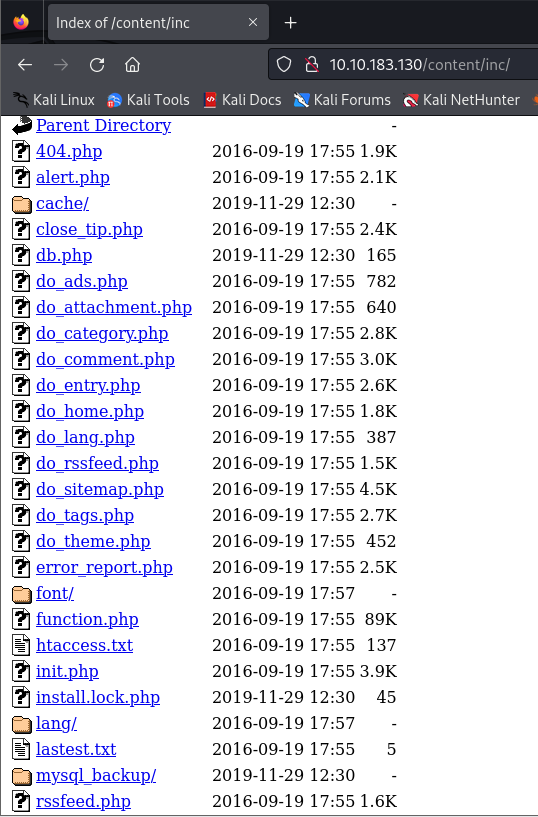 Index of /content/inc
10.10.183.130/content/inc/
Kali Linux Kali Tools Kali Docs Kali Forums Kali NetHunter
Parent Directory -
404.php 2016-09-19 17:55 1.9K
alert.php 2016-09-19 17:55 2.1K
cache/ 2019-11-29 12:30 -
close_tip.php 2016-09-19 17:55 2.4K
db.php 2019-11-29 12:30 165
do_ads.php 2016-09-19 17:55 782
do_attachment.php 2016-09-19 17:55 640
do_category.php 2016-09-19 17:55 2.8K
do_comment.php 2016-09-19 17:55 3.0K
do_entry.php 2016-09-19 17:55 2.6K
do_home.php 2016-09-19 17:55 1.8K
do_lang.php 2016-09-19 17:55 387
do_rssfeed.php 2016-09-19 17:55 1.5K
do_sitemap.php 2016-09-19 17:55 4.5K
do_tags.php 2016-09-19 17:55 2.7K
do_theme.php 2016-09-19 17:55 452
error_report.php 2016-09-19 17:55 2.5K
font/ 2016-09-19 17:57 -
function.php 2016-09-19 17:55 89K
htaccess.txt 2016-09-19 17:55 137
init.php 2016-09-19 17:55 3.9K
install.lock.php 2019-11-29 12:30 45
lang/ 2016-09-19 17:57 -
lastest.txt 2016-09-19 17:55 5
mysql_backup/ 2019-11-29 12:30 -
rssfeed.php 2016-09-19 17:55 1.6K